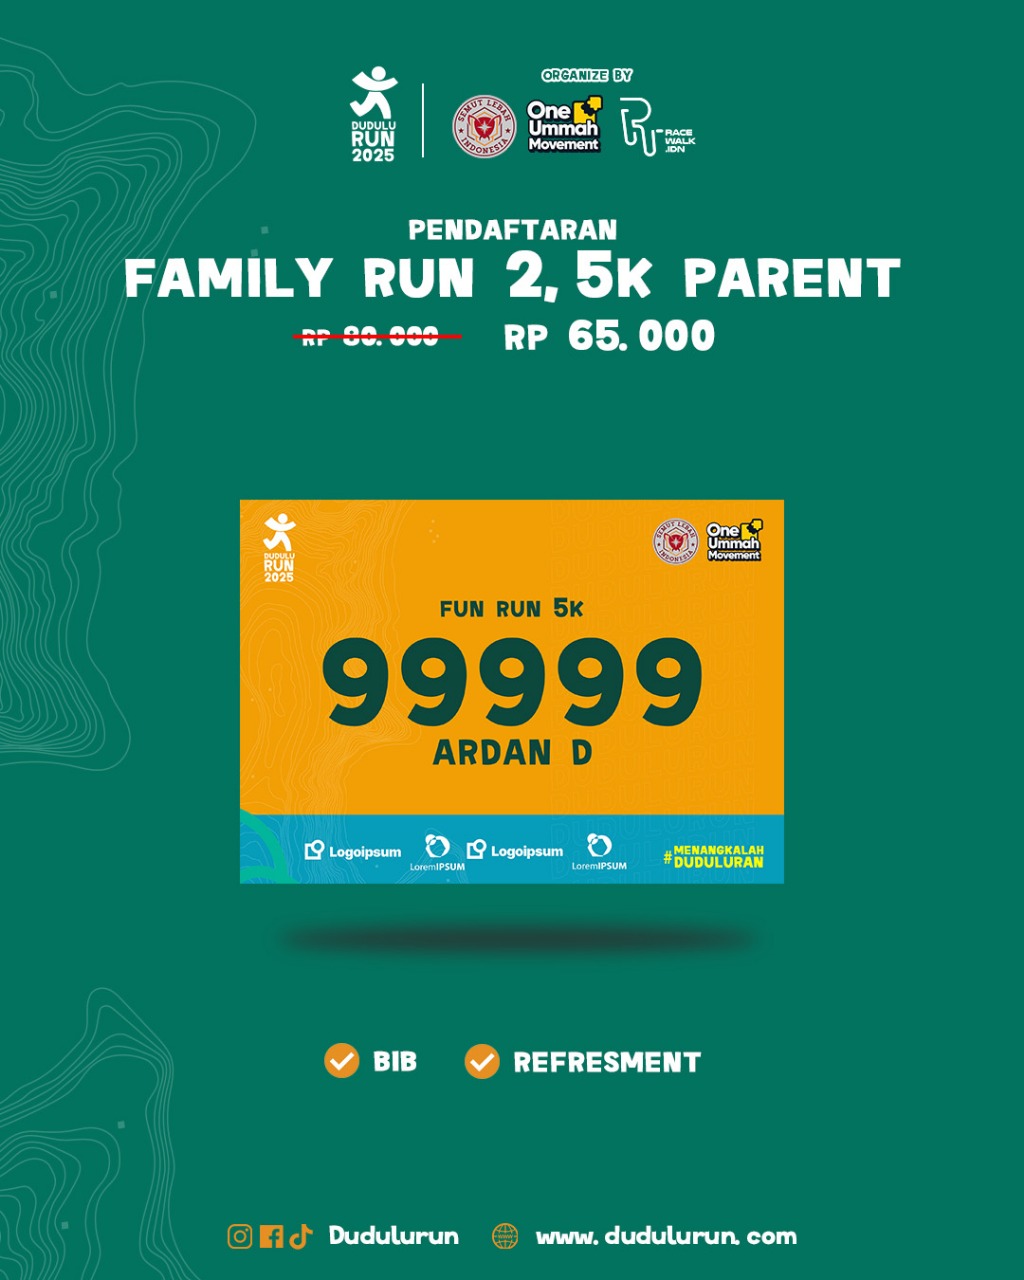 ORGANIZE BY
DUDULU
RUN
2025
SEMUT LEBAH
INDONESIA
One
Ummah
Movement
RACE
WALK
.IDN
PENDAFTARAN
FAMILY RUN 2,5K PARENT
RP 80.000 RP 65.000
DUDULU
RUN
2025
SEMUT LEBAH
INDONESIA
One
Ummah
Movement
FUN RUN 5K
99999
ARDAN D
Logoipsum LoremIPSUM Logoipsum LoremIPSUM
#MENANGKALAH
DUDULURAN
BIB REFRESMENT
Dudulurun www.dudulurun.com